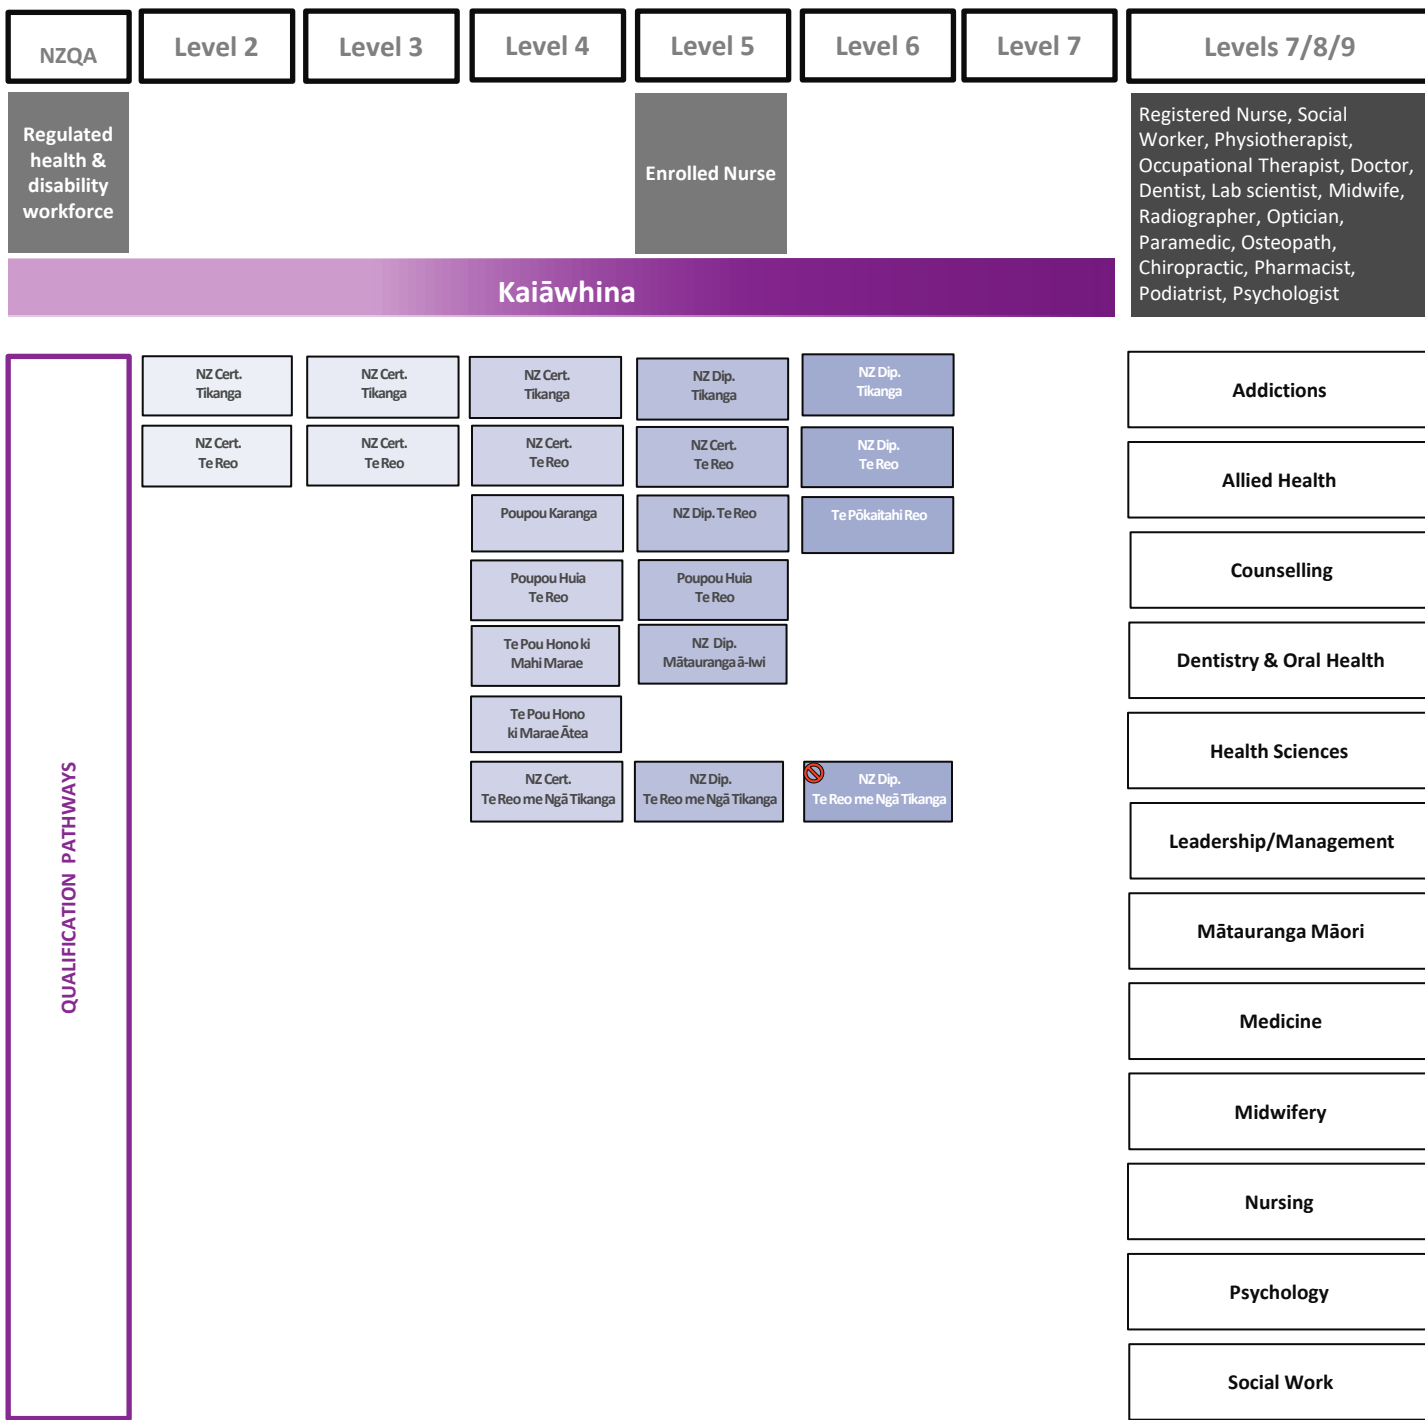 NZQA
Level 2
Level 3
Level 4
Level 5
Level 6
Level 7
Levels 7/8/9
Regulated
health &
disability
workforce
Enrolled Nurse
Registered Nurse, Social
Worker, Physiotherapist,
Occupational Therapist, Doctor,
Dentist, Lab scientist, Midwife,
Radiographer, Optician,
Paramedic, Osteopath,
Chiropractic, Pharmacist,
Podiatrist, Psychologist
Kaiāwhina
QUALIFICATION PATHWAYS
NZ Cert.
Tikanga
NZ Cert.
Tikanga
NZ Cert.
Tikanga
NZ Dip.
Tikanga
NZ Dip.
Tikanga
NZ Cert.
Te Reo
NZ Cert.
Te Reo
NZ Cert.
Te Reo
NZ Cert.
Te Reo
NZ Dip.
Te Reo
Poupou Karanga
NZ Dip. Te Reo
Te Pōkaitahi Reo
Poupou Huia
Te Reo
Poupou Huia
Te Reo
Te Pou Hono ki
Mahi Marae
NZ Dip.
Mātauranga ā-Iwi
Te Pou Hono
ki Marae Ātea
NZ Cert.
Te Reo me Ngā Tikanga
NZ Dip.
Te Reo me Ngā Tikanga
NZ Dip.
Te Reo me Ngā Tikanga
Addictions
Allied Health
Counselling
Dentistry & Oral Health
Health Sciences
Leadership/Management
Mātauranga Māori
Medicine
Midwifery
Nursing
Psychology
Social Work